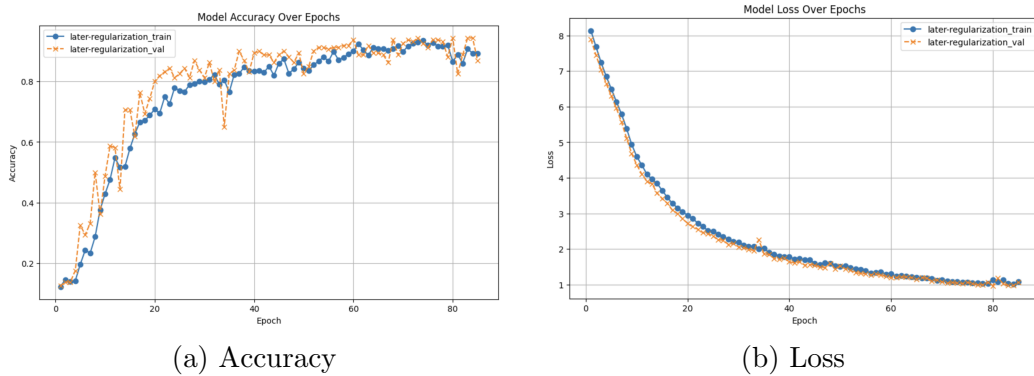 Model Accuracy Over Epochs
later-regularization_train
later-regularization_val
Accuracy
0.8
0.6
0.4
0.2
0
20
40
60
80
Epoch
(a) Accuracy
Model Loss Over Epochs
later-regularization_train
later-regularization_val
Loss
8
7
6
5
4
3
2
1
0
20
40
60
80
Epoch
(b) Loss